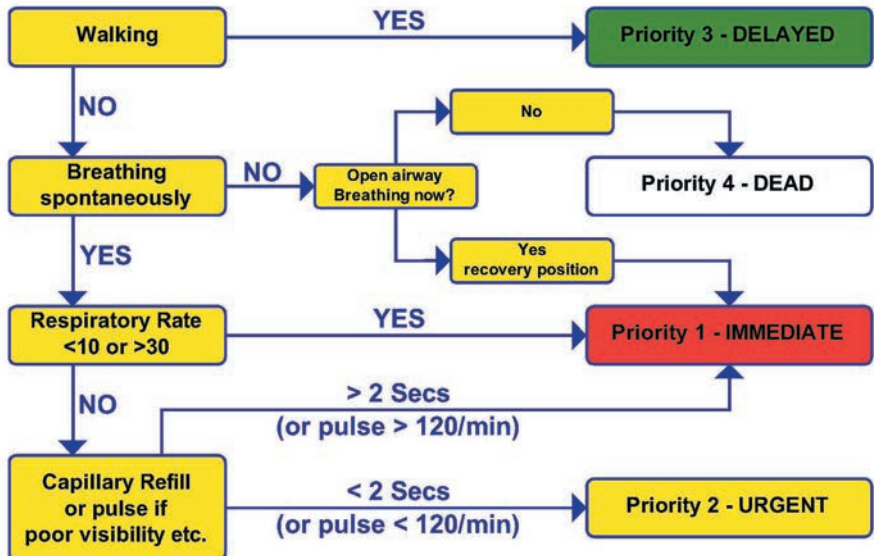 Walking
YES
Priority 3 - DELAYED
NO
No
Breathing
spontaneously
NO
Open airway
Breathing now?
Priority 4 - DEAD
YES
Yes
recovery position
Respiratory Rate
<10 or >30
YES
Priority 1 - IMMEDIATE
NO
> 2 Secs
(or pulse > 120/min)
Capillary Refill
or pulse if
poor visibility etc.
< 2 Secs
(or pulse < 120/min)
Priority 2 - URGENT